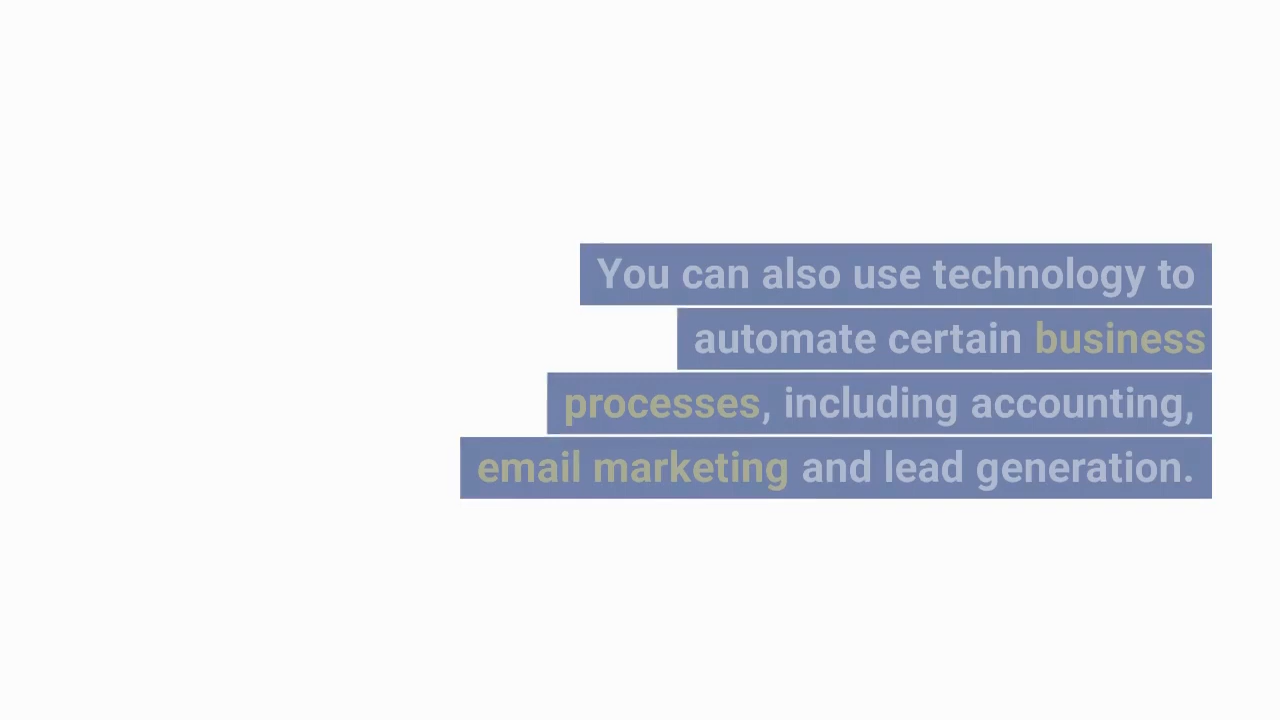 You can also use technology to
automate certain business
processes, including accounting,
email marketing and lead generation.